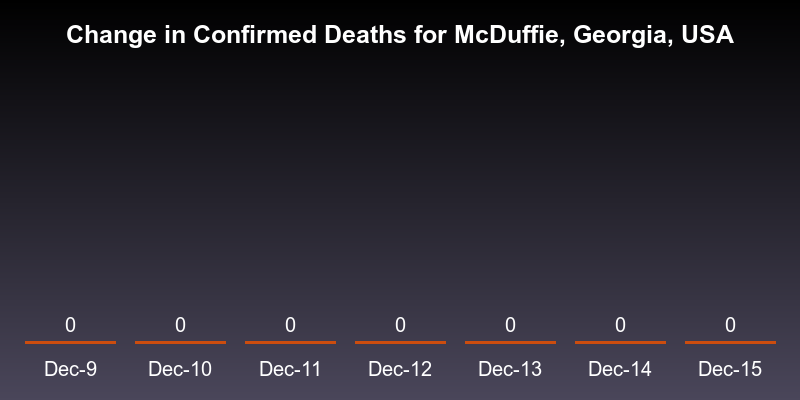 Change in Confirmed Deaths for McDuffie, Georgia, USA
0 0 0 0 0 0 0
Dec-9 Dec-10 Dec-11 Dec-12 Dec-13 Dec-14 Dec-15